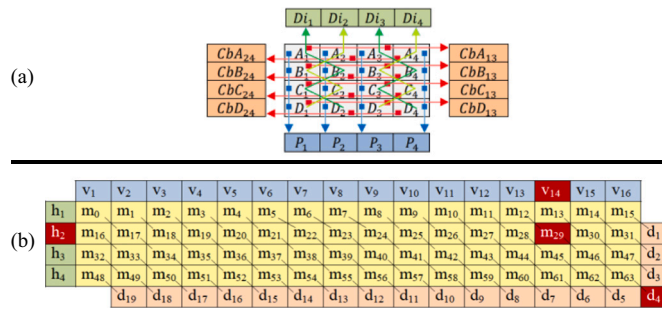 Di₁ Di₂ Di₃ Di₄
CbA₂₄ A₁ A₂ A₃ A₄ CbA₁₃
CbB₂₄ B₁ B₂ B₃ B₄ CbB₁₃
(a)
CbC₂₄ C₁ C₂ C₃ C₄ CbC₁₃
CbD₂₄ D₁ D₂ D₃ D₄ CbD₁₃
P₁ P₂ P₃ P₄
v₁ v₂ v₃ v₄ v₅ v₆ v₇ v₈ v₉ v₁₀ v₁₁ v₁₂ v₁₃ v₁₄ v₁₅ v₁₆
h₁ m₀ m₁ m₂ m₃ m₄ m₅ m₆ m₇ m₈ m₉ m₁₀ m₁₁ m₁₂ m₁₃ m₁₄ m₁₅
(b)
h₂ m₁₆ m₁₇ m₁₈ m₁₉ m₂₀ m₂₁ m₂₂ m₂₃ m₂₄ m₂₅ m₂₆ m₂₇ m₂₈ m₂₉ m₃₀ m₃₁ d₁
h₃ m₃₂ m₃₃ m₃₄ m₃₅ m₃₆ m₃₇ m₃₈ m₃₉ m₄₀ m₄₁ m₄₂ m₄₃ m₄₄ m₄₅ m₄₆ m₄₇ d₂
h₄ m₄₈ m₄₉ m₅₀ m₅₁ m₅₂ m₅₃ m₅₄ m₅₅ m₅₆ m₅₇ m₅₈ m₅₉ m₆₀ m₆₁ m₆₂ m₆₃ d₃
d₁₉ d₁₈ d₁₇ d₁₆ d₁₅ d₁₄ d₁₃ d₁₂ d₁₁ d₁₀ d₉ d₈ d₇ d₆ d₅ d₄